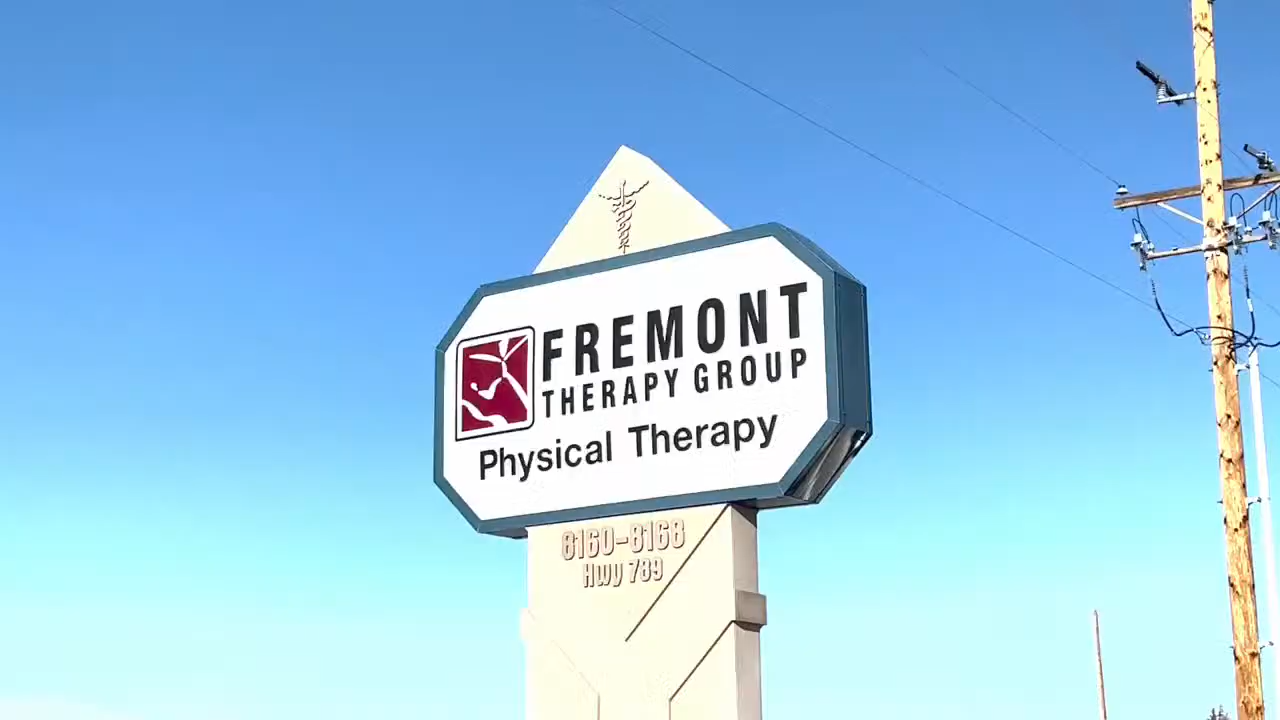 FREMONT
THERAPY GROUP
Physical Therapy
8160-8168
Hwy 789